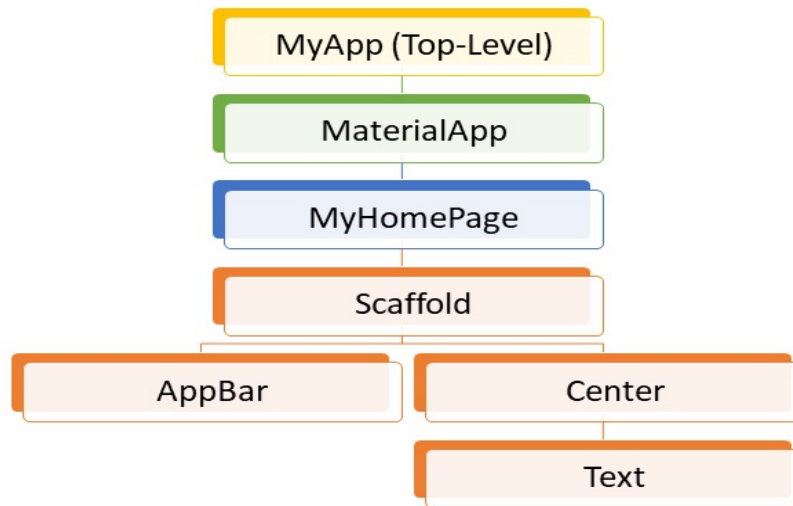 MyApp (Top-Level)
MaterialApp
MyHomePage
Scaffold
AppBar
Center
Text